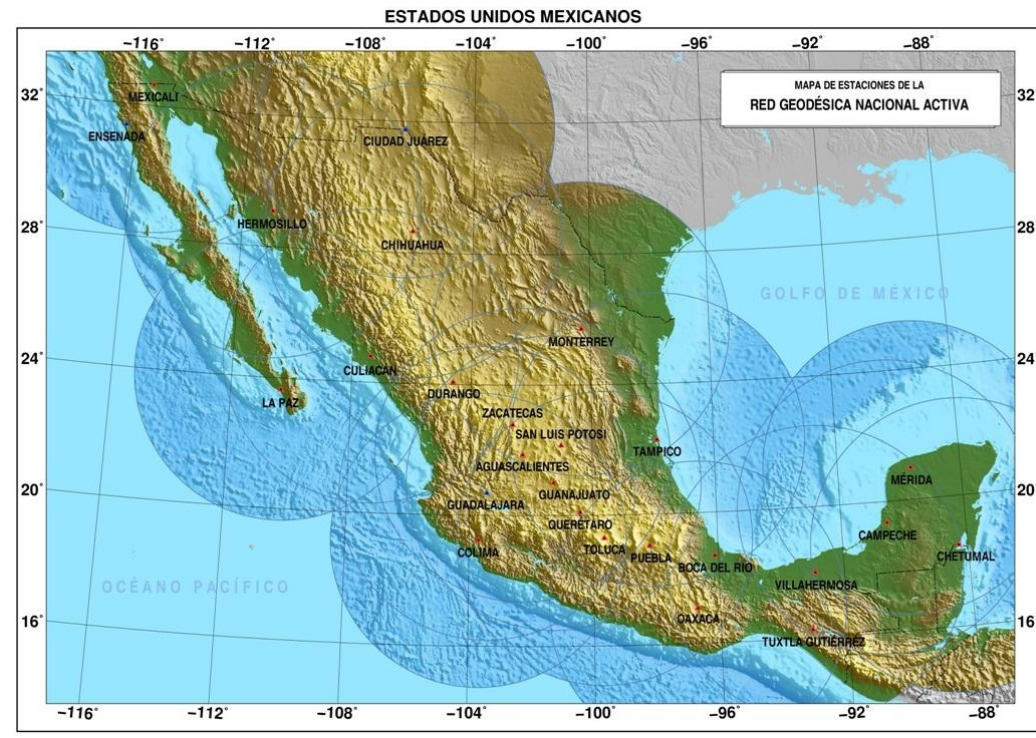 ESTADOS UNIDOS MEXICANOS
−116° −112° −108° −104° −100° −96° −92° −88°
MAPA DE ESTACIONES DE LA
RED GEODÉSICA NACIONAL ACTIVA
32° 32
MEXICALI
ENSENADA
CIUDAD JUÁREZ
28° 28
HERMOSILLO
CHIHUAHUA
GOLFO DE MÉXICO
MONTERREY
24° 24
CULIACÁN
DURANGO
LA PAZ
ZACATECAS
SAN LUIS POTOSI
TAMPICO
AGUASCALIENTES
MÉRIDA
20° 20
GUANAJUATO
GUADALAJARA
QUERÉTARO
CAMPECHE
TOLUCA
COLIMA
PUEBLA
CHETUMAL
BOCA DEL RÍO
VILLAHERMOSA
OCÉANO PACÍFICO
16° 16
OAXACA
TUXTLA GUTIÉRREZ
−116° −112° −108° −104° −100° −96° −92° −88°